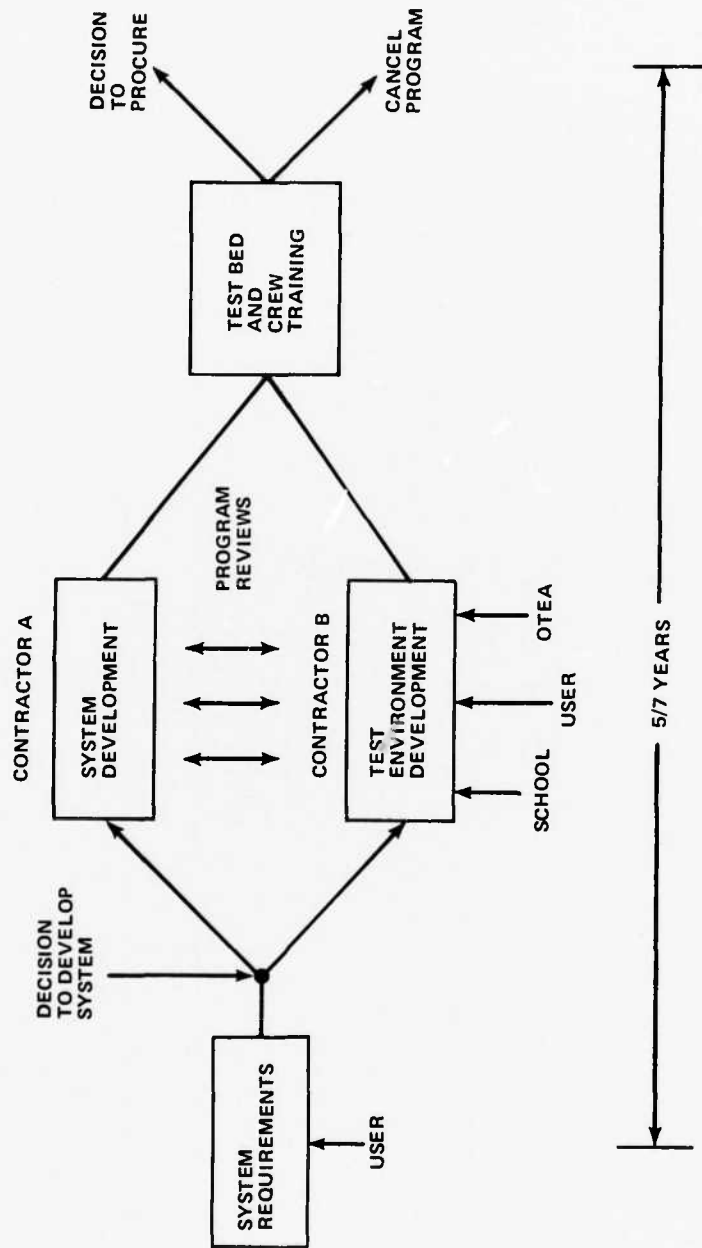 SYSTEM
REQUIREMENTS
USER
DECISION
TO DEVELOP
SYSTEM
CONTRACTOR A
SYSTEM
DEVELOPMENT
PROGRAM
REVIEWS
CONTRACTOR B
TEST
ENVIRONMENT
DEVELOPMENT
SCHOOL
USER
OTEA
TEST BED
AND
CREW
TRAINING
DECISION
TO
PROCURE
CANCEL
PROGRAM
5/7 YEARS